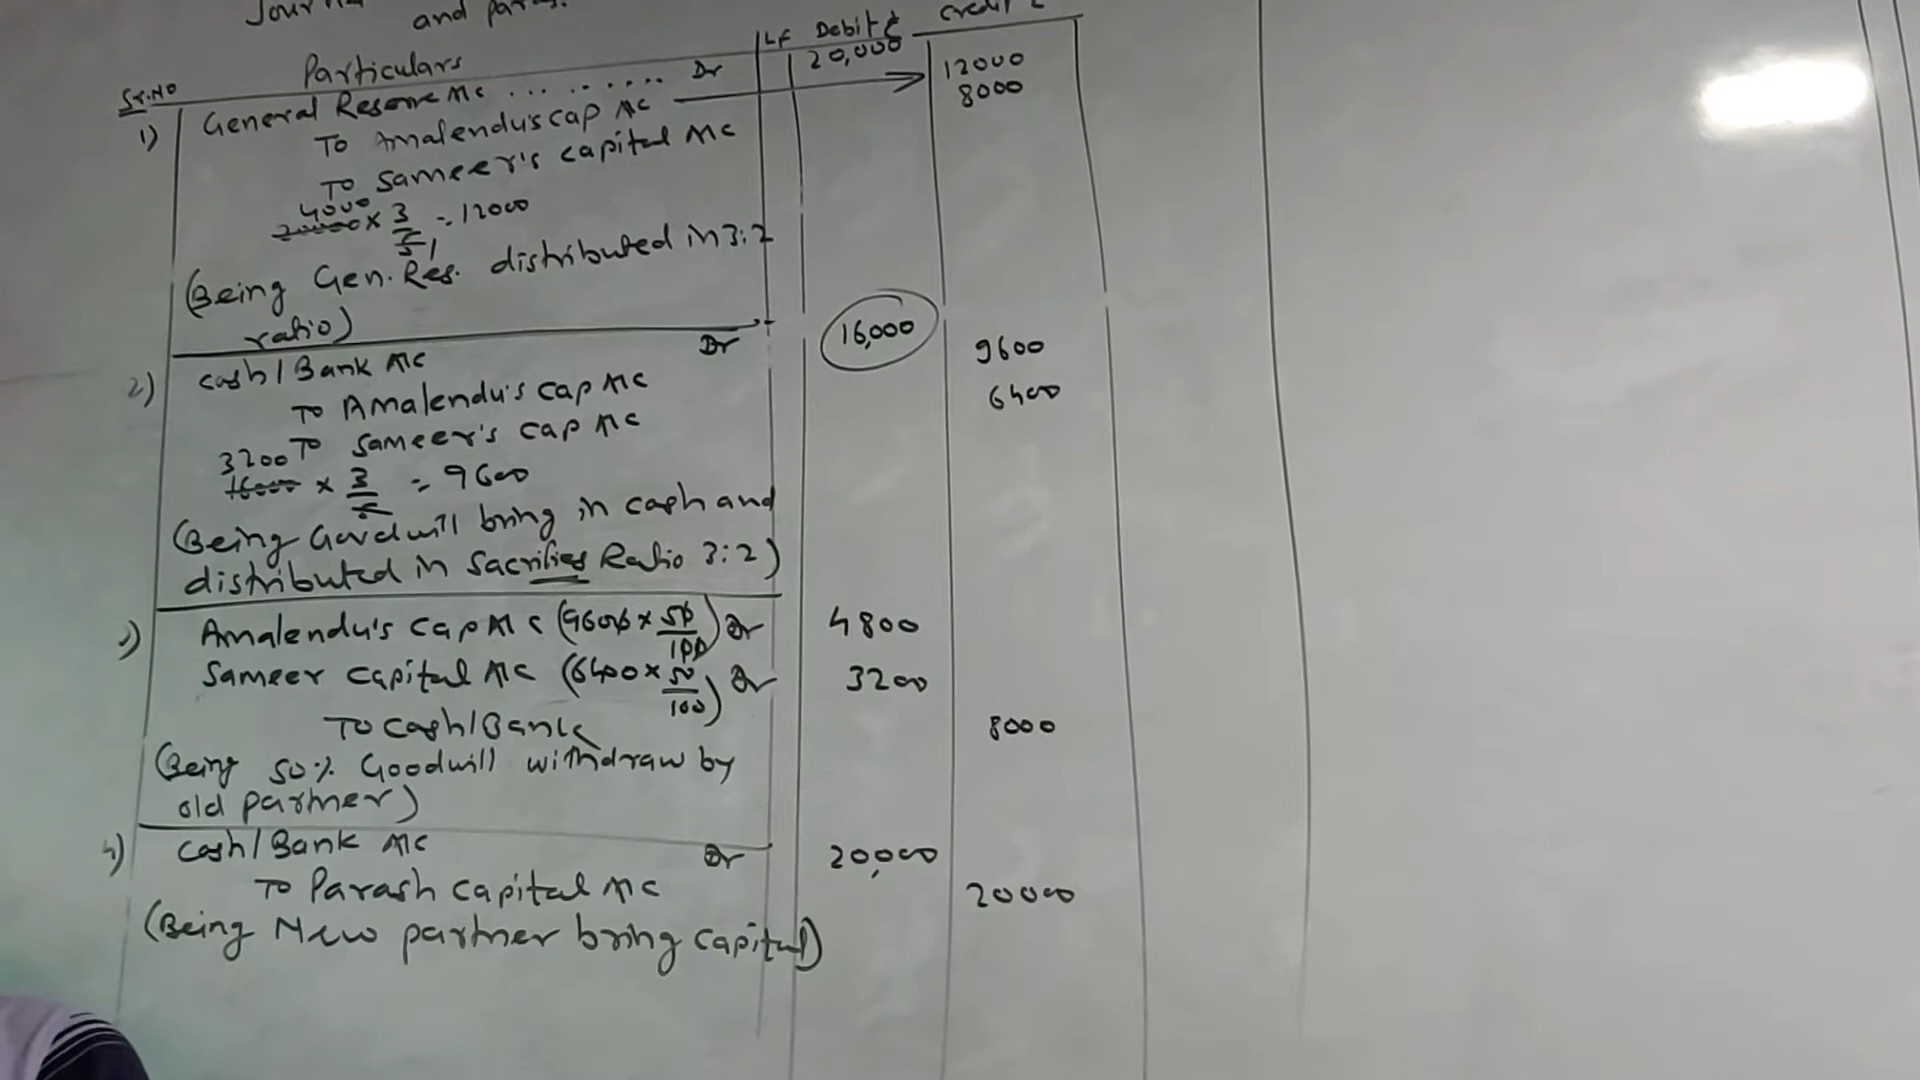 and
Sr.No Particulars LF Debit ₹ Credit ₹
1) General Reserve A/c .......... Dr 20,000
To Amalendu's cap A/c 12000
To Sameer's capital A/c 8000
4000
20000 × 3/5 = 12000
1
(Being Gen. Res. distributed in 3:2
ratio)
2) Cash/Bank A/c Dr 16,000
To Amalendu's cap A/c 9600
To Sameer's cap A/c 6400
3200
16000 × 3/5 = 9600
(Being Goodwill bring in cash and
distributed in Sacrifies Ratio 3:2)
3) Amalendu's cap A/c (9600 × 50/100) Dr 4800
Sameer Capital A/c (6400 × 50/100) Dr 3200
To cash/Bank 8000
(Being 50% Goodwill withdraw by
old partner)
4) Cash/Bank A/c Dr 20,000
To Parash capital A/c 20000
(Being New partner bring capital)